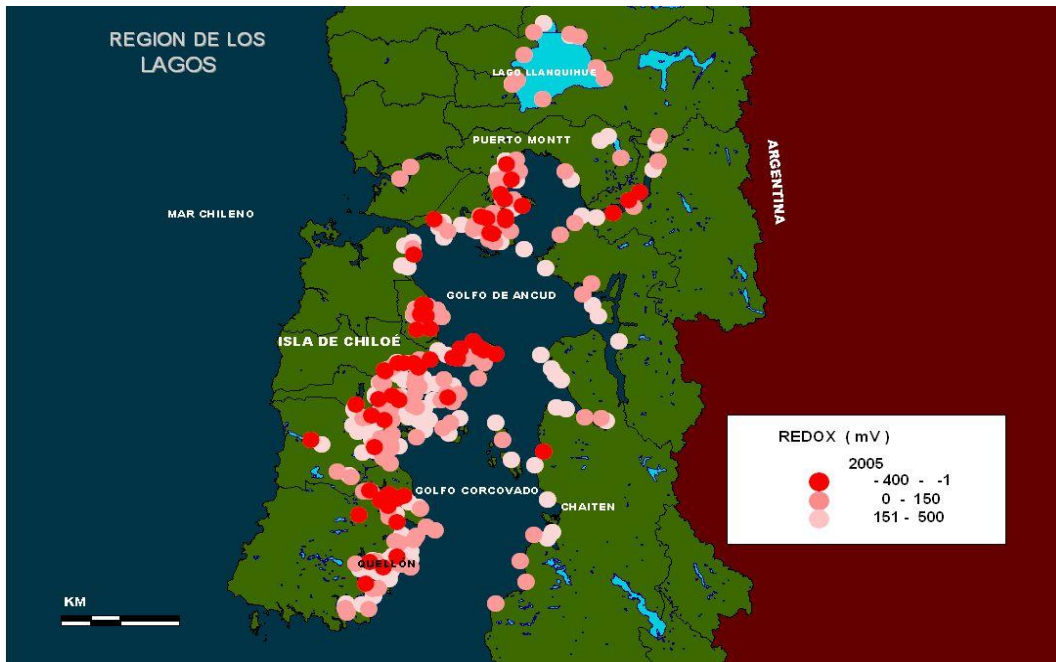 REGION DE LOS
LAGOS
LAGO LLANQUIHUE
PUERTO MONTT
ARGENTINA
MAR CHILENO
GOLFO DE ANCUD
ISLA DE CHILOÉ
GOLFO CORCOVADO
CHAITEN
QUELLÓN
KM
REDOX ( mV )
2005
-400 - -1
0 - 150
151 - 500